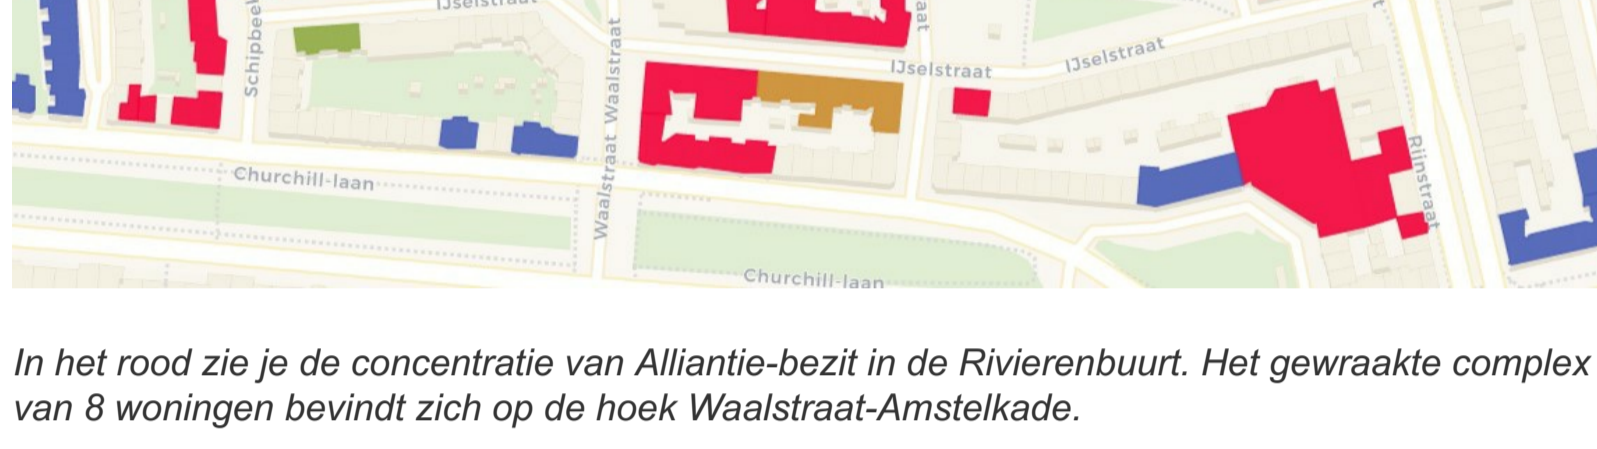 IJselstraat
aat
Schipbeek
Waalstraat Waalstraat
IJselstraat
IJselstraat
Rijnstraat
Churchill-laan
Churchill-laan
In het rood zie je de concentratie van Alliantie-bezit in de Rivierenbuurt. Het gewraakte complex
van 8 woningen bevindt zich op de hoek Waalstraat-Amstelkade.